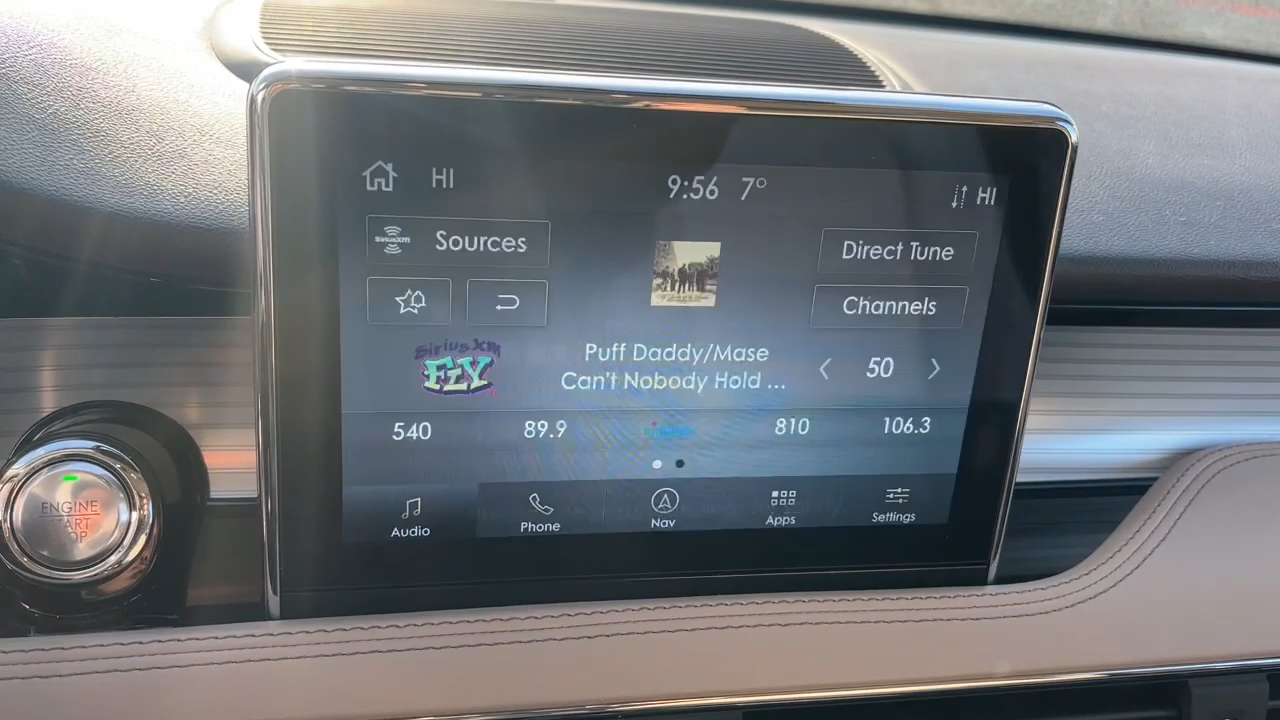 HI
9:56 7°
HI
SiriusXM Sources
Direct Tune
Channels
SiriusXM
FLY
Puff Daddy/Mase
Can't Nobody Hold ...
50
540
89.9
810
106.3
Audio
Phone
Nav
Apps
Settings
ENGINE
START
STOP